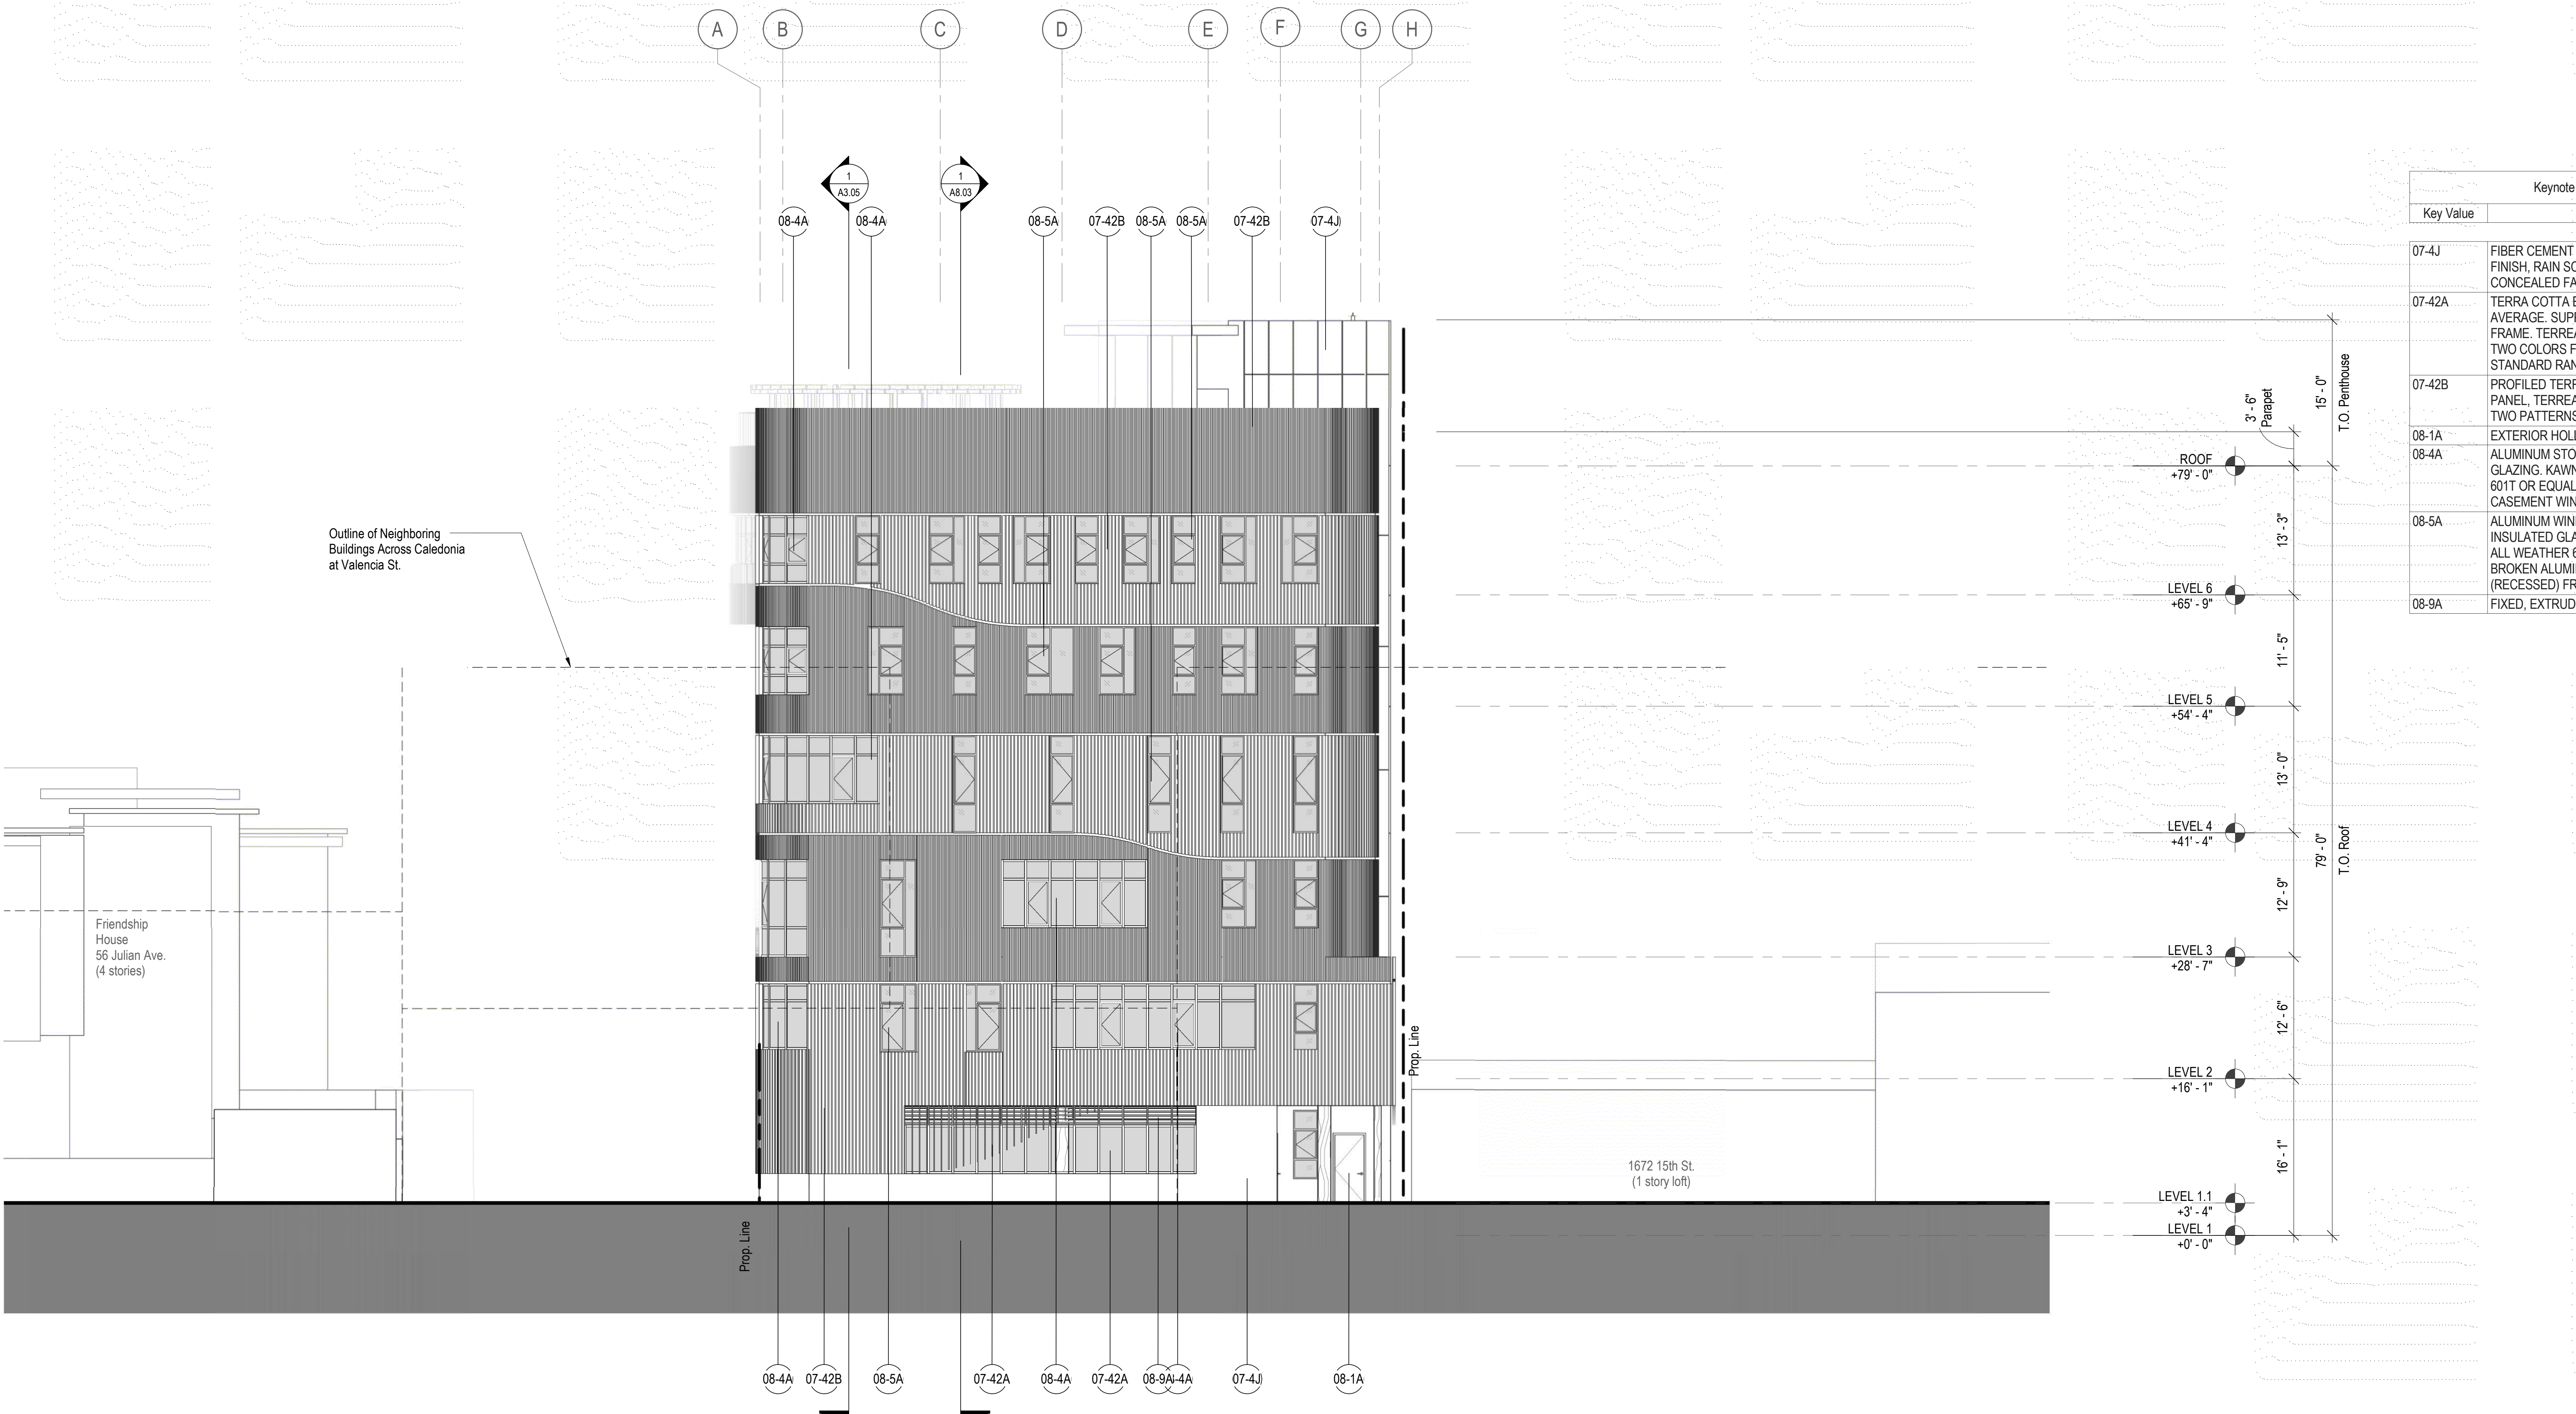 A B C D E F G H
1
A3.05
1
A8.03
08-4A 08-4A 08-5A 07-42B 08-5A 08-5A 07-42B 07-4J
Keynote
Key Value
07-4J FIBER CEMENT
FINISH, RAIN SC
CONCEALED FA
07-42A TERRA COTTA
AVERAGE. SUP
FRAME. TERREA
TWO COLORS F
STANDARD RAN
07-42B PROFILED TERR
PANEL, TERREA
TWO PATTERNS
08-1A EXTERIOR HOLL
08-4A ALUMINUM STO
GLAZING. KAWN
601T OR EQUAL
CASEMENT WIN
08-5A ALUMINUM WIN
INSULATED GLA
ALL WEATHER 6
BROKEN ALUMI
(RECESSED) FR
08-9A FIXED, EXTRUD
Outline of Neighboring
Buildings Across Caledonia
at Valencia St.
Friendship
House
56 Julian Ave.
(4 stories)
1672 15th St.
(1 story loft)
Prop. Line
Prop. Line
ROOF
+79' - 0"
LEVEL 6
+65' - 9"
LEVEL 5
+54' - 4"
LEVEL 4
+41' - 4"
LEVEL 3
+28' - 7"
LEVEL 2
+16' - 1"
LEVEL 1.1
+3' - 4"
LEVEL 1
+0' - 0"
3' - 6"
Parapet
13' - 3"
11' - 5"
13' - 0"
12' - 9"
12' - 6"
16' - 1"
15' - 0"
T.O. Penthouse
79' - 0"
T.O. Roof
08-4A 07-42B 08-5A 07-42A 08-4A 07-42A 08-9A -4A 07-4J 08-1A